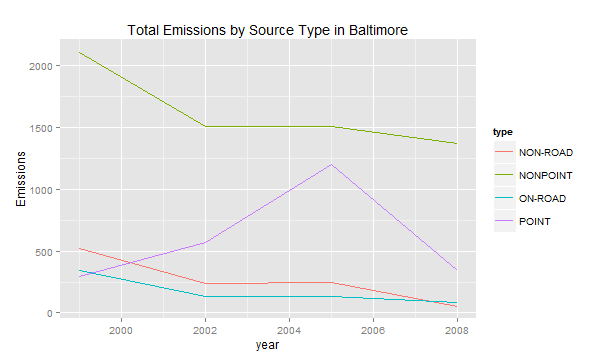 Total Emissions by Source Type in Baltimore
2000
1500
1000
500
0
Emissions
2000
2002
2004
2006
2008
year
type
NON-ROAD
NONPOINT
ON-ROAD
POINT